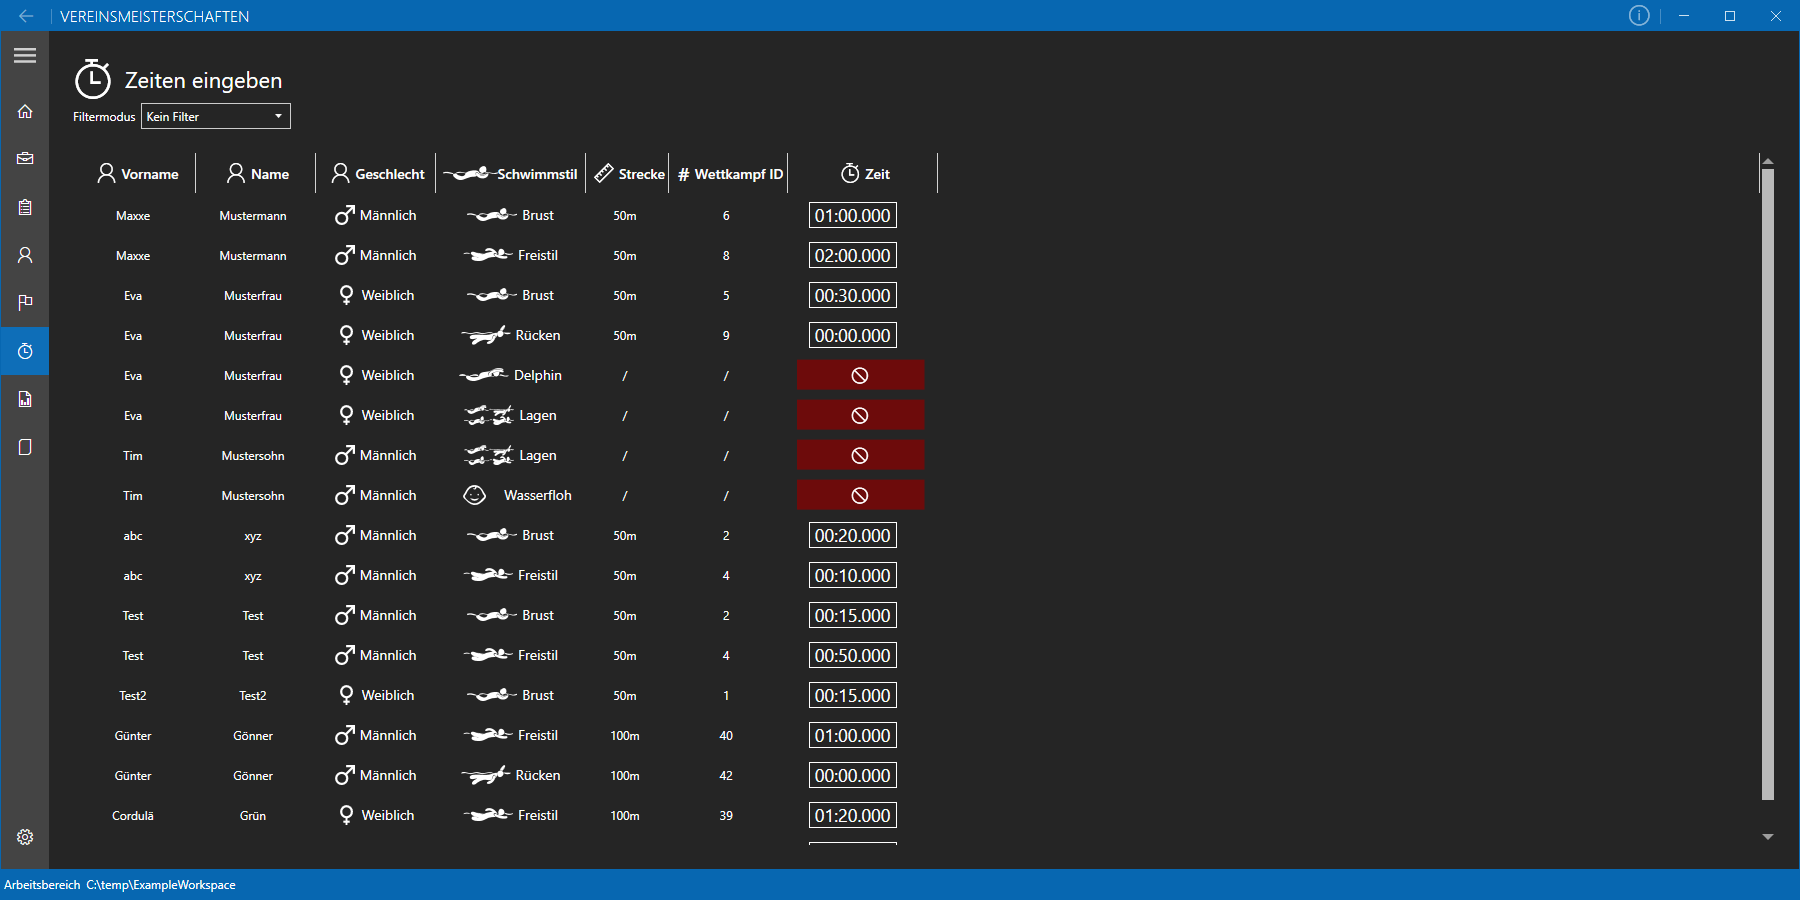 VEREINSMEISTERSCHAFTEN
Zeiten eingeben
Filtermodus Kein Filter
Vorname Name Geschlecht Schwimmstil Strecke # Wettkampf ID Zeit
Maxxe Mustermann Männlich Brust 50m 6 01:00.000
Maxxe Mustermann Männlich Freistil 50m 8 02:00.000
Eva Musterfrau Weiblich Brust 50m 5 00:30.000
Eva Musterfrau Weiblich Rücken 50m 9 00:00.000
Eva Musterfrau Weiblich Delphin / /
Eva Musterfrau Weiblich Lagen / /
Tim Mustersohn Männlich Lagen / /
Tim Mustersohn Männlich Wasserfloh / /
abc xyz Männlich Brust 50m 2 00:20.000
abc xyz Männlich Freistil 50m 4 00:10.000
Test Test Männlich Brust 50m 2 00:15.000
Test Test Männlich Freistil 50m 4 00:50.000
Test2 Test2 Weiblich Brust 50m 1 00:15.000
Günter Gönner Männlich Freistil 100m 40 01:00.000
Günter Gönner Männlich Rücken 100m 42 00:00.000
Cordulä Grün Weiblich Freistil 100m 39 01:20.000
Arbeitsbereich C:\temp\ExampleWorkspace